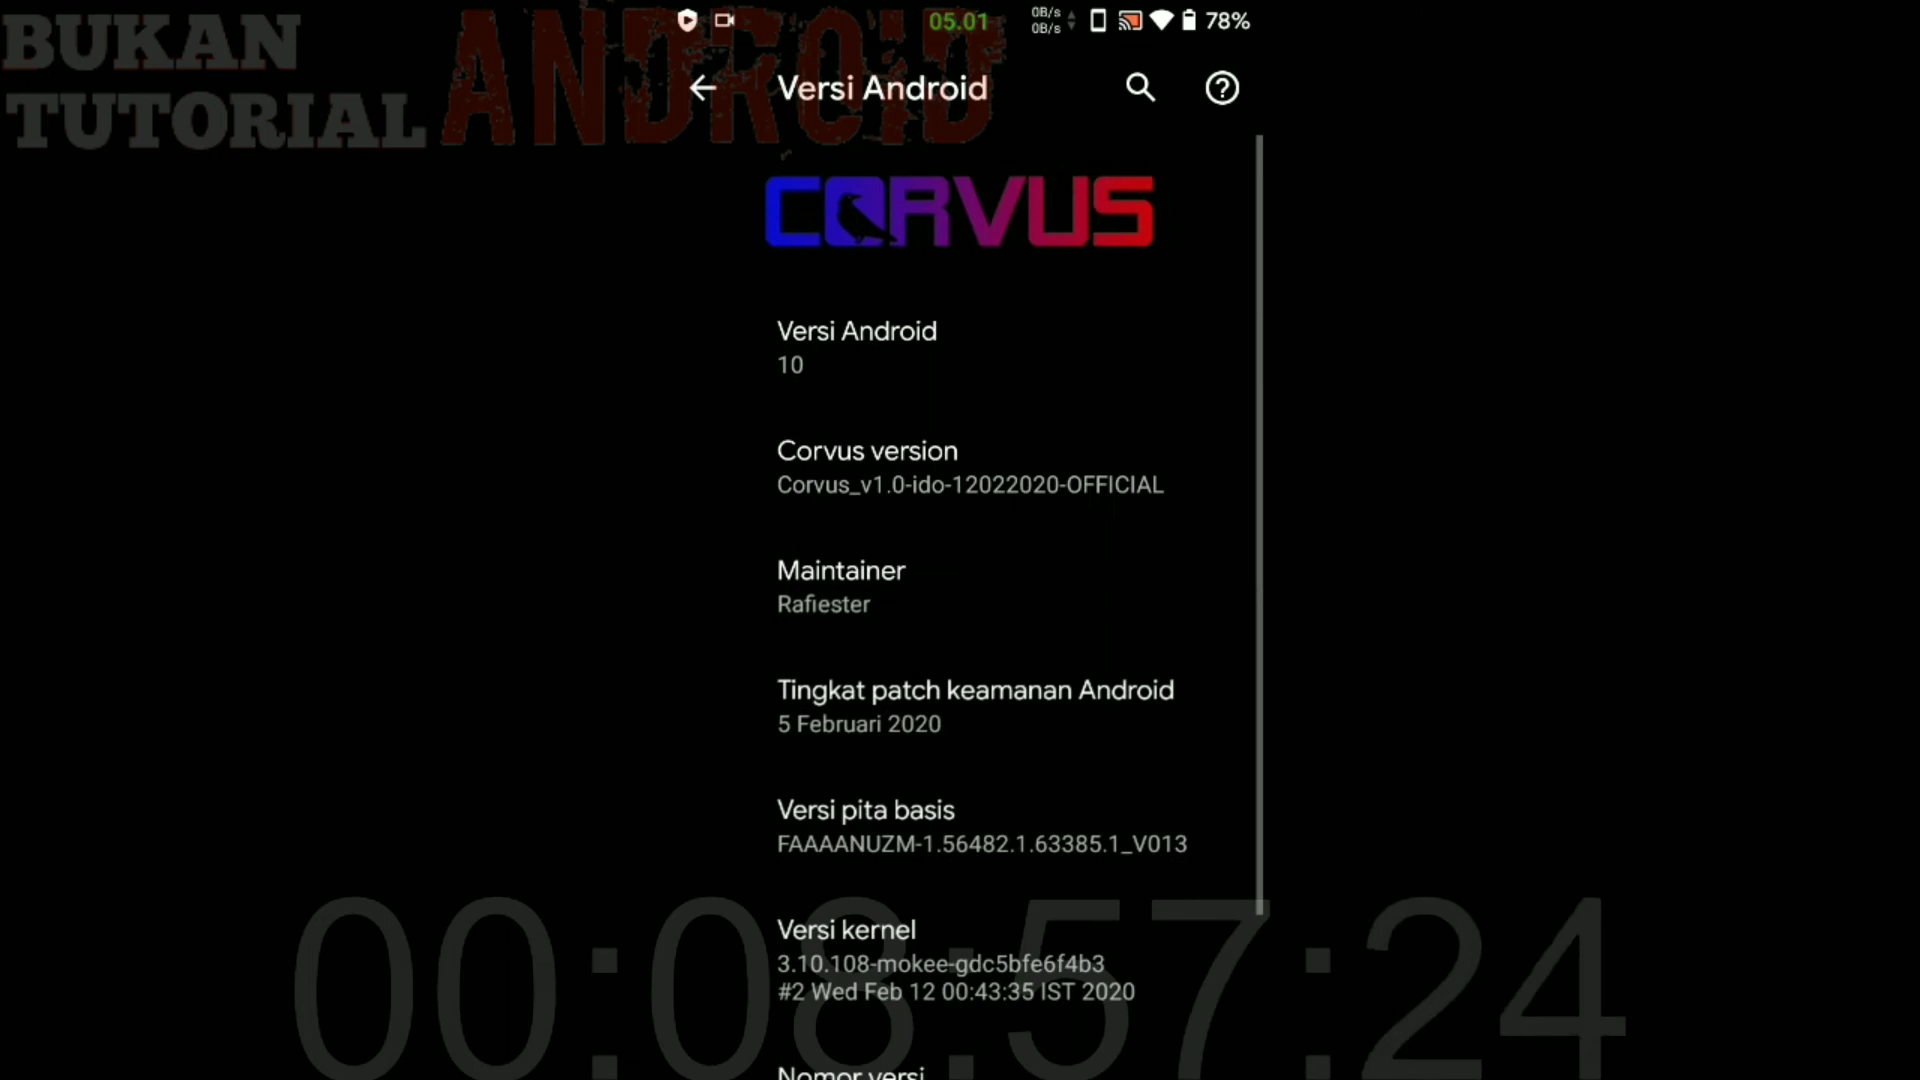 BUKAN
TUTORIAL
ANDROID
05.01
0B/s
0B/s
78%
Versi Android
CORVUS
Versi Android
10
Corvus version
Corvus_v1.0-ido-12022020-OFFICIAL
Maintainer
Rafiester
Tingkat patch keamanan Android
5 Februari 2020
Versi pita basis
FAAAANUZM-1.56482.1.63385.1_V013
Versi kernel
3.10.108-mokee-gdc5bfe6f4b3
#2 Wed Feb 12 00:43:35 IST 2020
00:08:57:24
Nomor versi